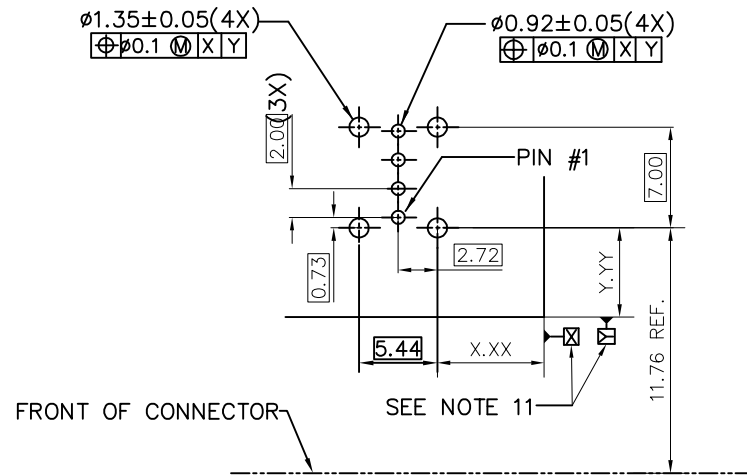 ø1.35±0.05(4X)
⌖ ø0.1 Ⓜ X Y
ø0.92±0.05(4X)
⌖ ø0.1 Ⓜ X Y
2.00(3X)
PIN #1
7.00
0.73
2.72
Y.YY
5.44
X.XX
X
Y
11.76 REF.
FRONT OF CONNECTOR
SEE NOTE 11